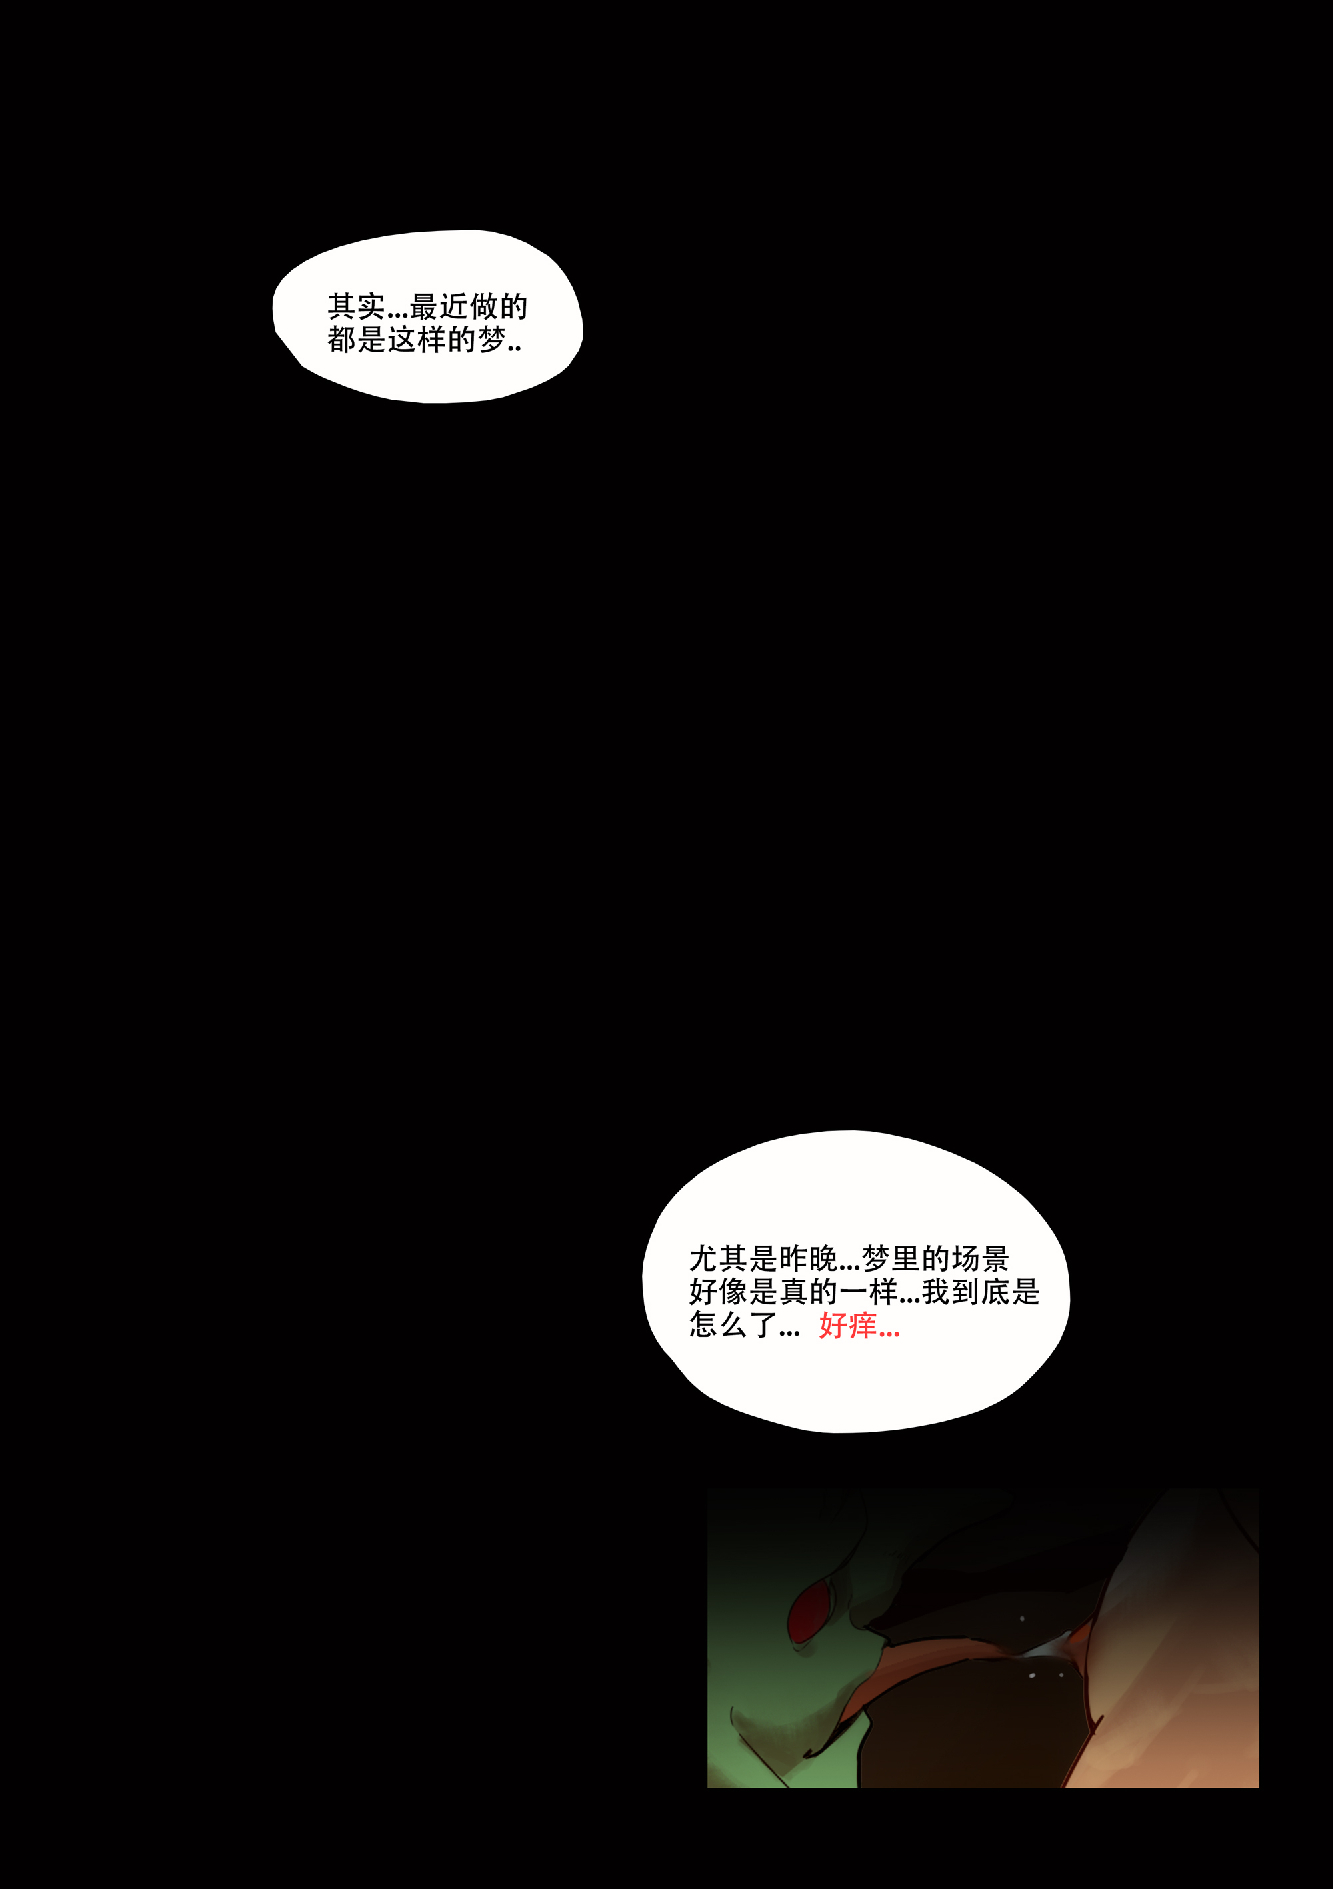 其实...最近做的
都是这样的梦..
尤其是昨晚...梦里的场景
好像是真的一样...我到底是
怎么了... 好痒...